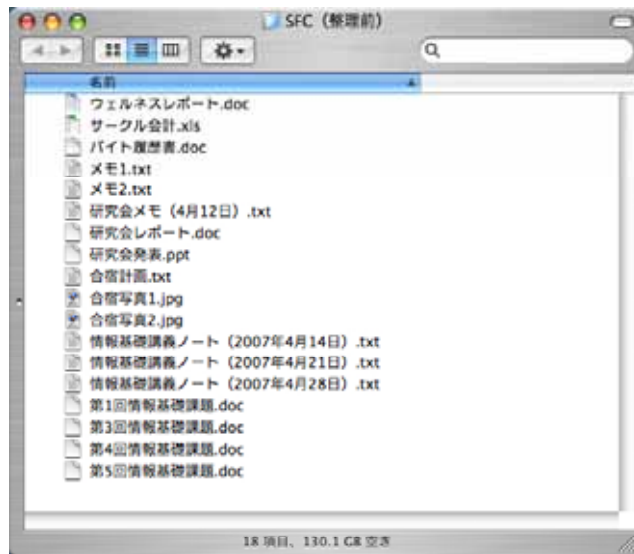 SFC（整理前）
名前
ウェルネスレポート.doc
サークル会計.xls
バイト履歴書.doc
メモ1.txt
メモ2.txt
研究会メモ（4月12日）.txt
研究会レポート.doc
研究会発表.ppt
合宿計画.txt
合宿写真1.jpg
合宿写真2.jpg
情報基礎講義ノート（2007年4月14日）.txt
情報基礎講義ノート（2007年4月21日）.txt
情報基礎講義ノート（2007年4月28日）.txt
第1回情報基礎課題.doc
第3回情報基礎課題.doc
第4回情報基礎課題.doc
第5回情報基礎課題.doc
18 項目、130.1 GB 空き